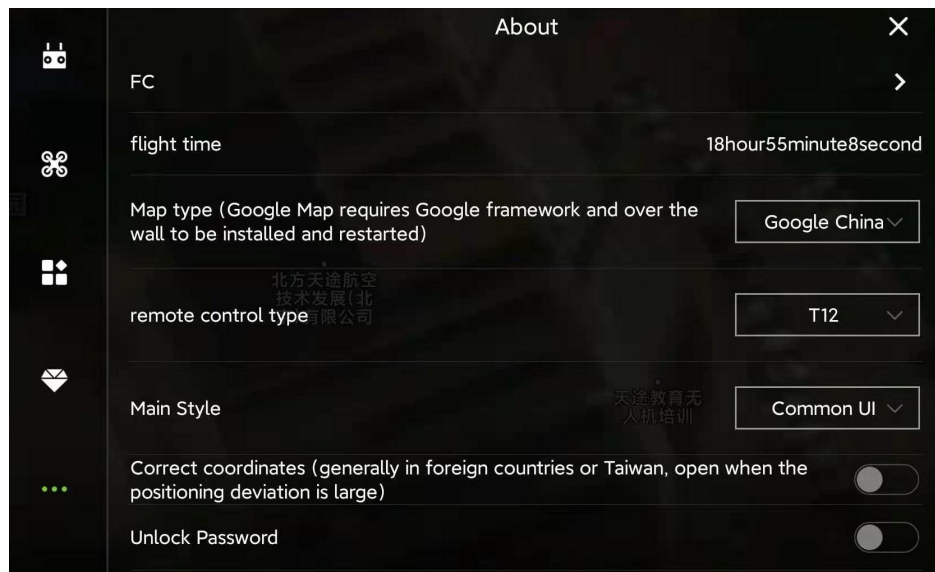 About
FC
flight time
18hour55minute8second
Map type (Google Map requires Google framework and over the
wall to be installed and restarted)
Google China
北方天途航空
技术发展(北
有限公司
remote control type
T12
天途教育无
人机培训
Main Style
Common UI
Correct coordinates (generally in foreign countries or Taiwan, open when the
positioning deviation is large)
Unlock Password